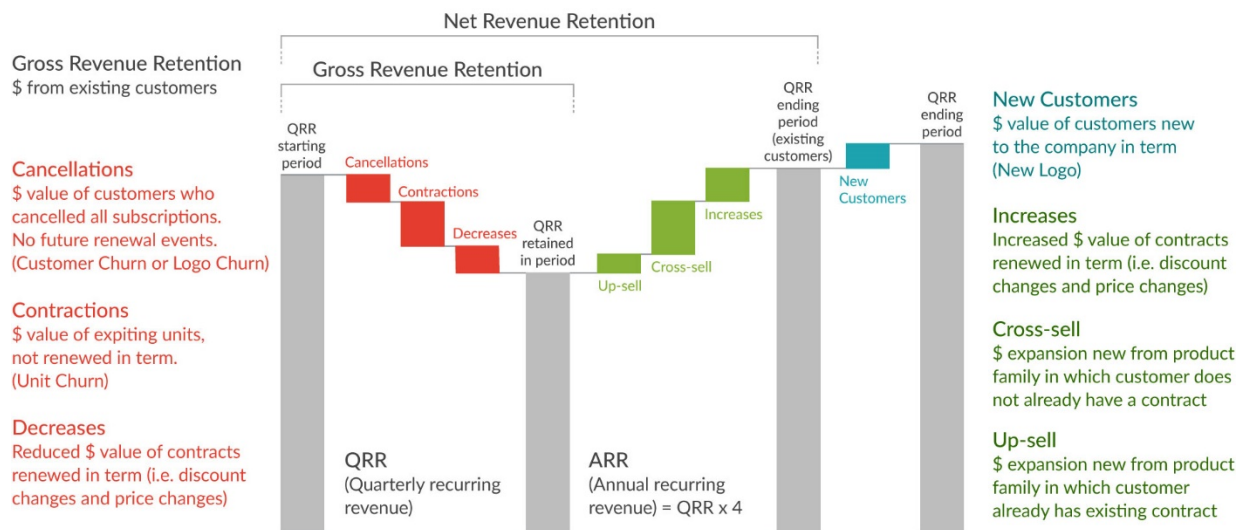 Net Revenue Retention
Gross Revenue Retention
$ from existing customers
Gross Revenue Retention
Cancellations
$ value of customers who
cancelled all subscriptions.
No future renewal events.
(Customer Churn or Logo Churn)
Contractions
$ value of expiting units,
not renewed in term.
(Unit Churn)
Decreases
Reduced $ value of contracts
renewed in term (i.e. discount
changes and price changes)
QRR
starting
period
Cancellations
Contractions
Decreases
QRR
retained
in period
Up-sell
Cross-sell
Increases
QRR
ending
period
(existing
customers)
New
Customers
QRR
ending
period
QRR
(Quarterly recurring
revenue)
ARR
(Annual recurring
revenue) = QRR x 4
New Customers
$ value of customers new
to the company in term
(New Logo)
Increases
Increased $ value of contracts
renewed in term (i.e. discount
changes and price changes)
Cross-sell
$ expansion new from product
family in which customer does
not already have a contract
Up-sell
$ expansion new from product
family in which customer
already has existing contract